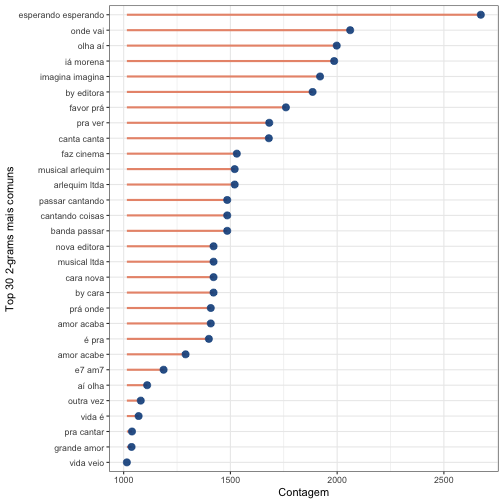 esperando esperando
onde vai
olha aí
iá morena
imagina imagina
by editora
favor prá
pra ver
canta canta
faz cinema
musical arlequim
arlequim ltda
passar cantando
cantando coisas
banda passar
nova editora
musical ltda
cara nova
by cara
prá onde
amor acaba
é pra
amor acabe
e7 am7
aí olha
outra vez
vida é
pra cantar
grande amor
vida veio
Top 30 2-grams mais comuns
1000 1500 2000 2500
Contagem